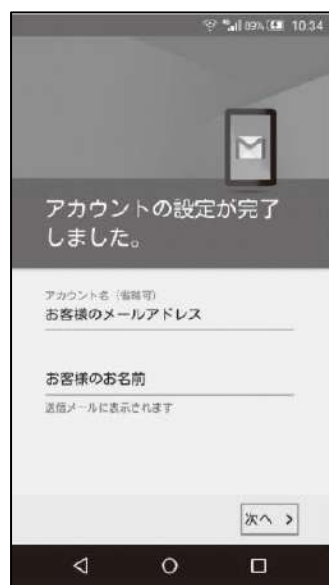 89% 10:34
アカウントの設定が完了
しました。
アカウント名（省略可）
お客様のメールアドレス
お客様のお名前
送信メールに表示されます
次へ >